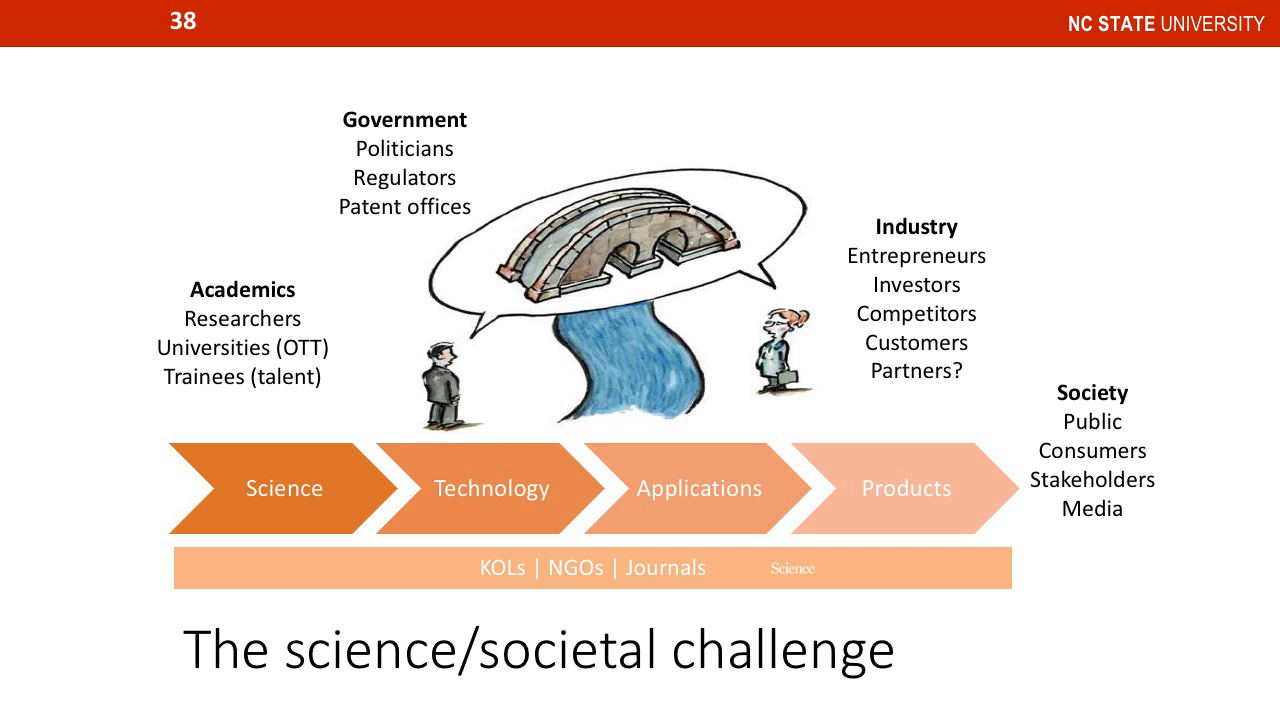 38
NC STATE UNIVERSITY
Government
Politicians
Regulators
Patent offices
Industry
Entrepreneurs
Investors
Competitors
Customers
Partners?
Academics
Researchers
Universities (OTT)
Trainees (talent)
Society
Public
Consumers
Stakeholders
Media
Science
Technology
Applications
Products
KOLs | NGOs | Journals
Science
The science/societal challenge